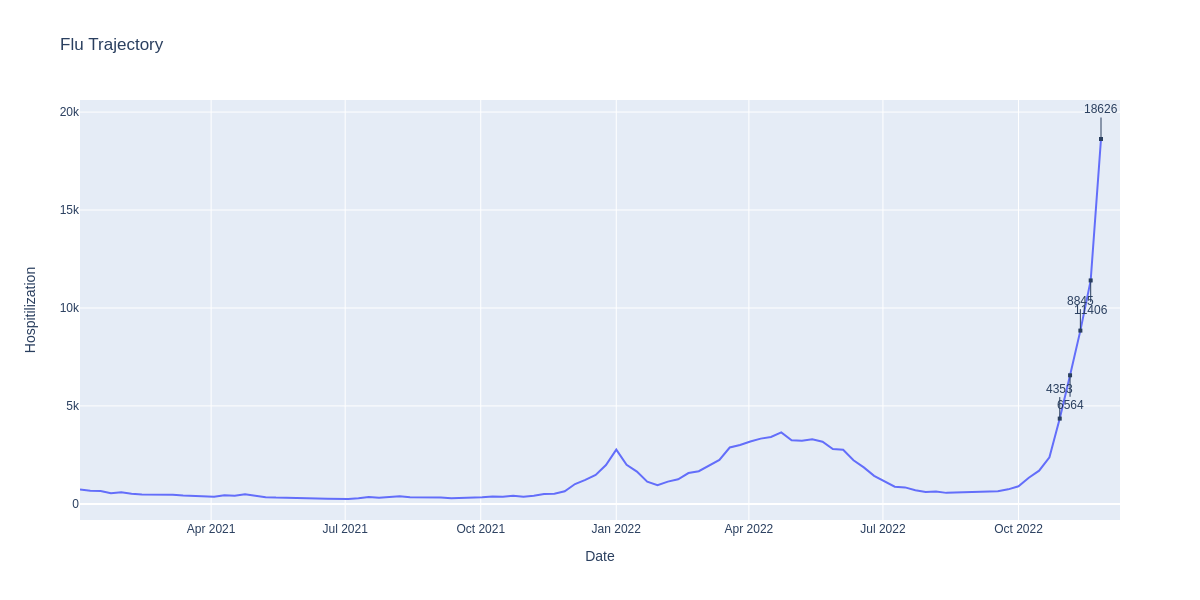 Flu Trajectory
20k
15k
10k
5k
0
Hospitilization
18626
8845
11406
4353
6564
Apr 2021
Jul 2021
Oct 2021
Jan 2022
Apr 2022
Jul 2022
Oct 2022
Date